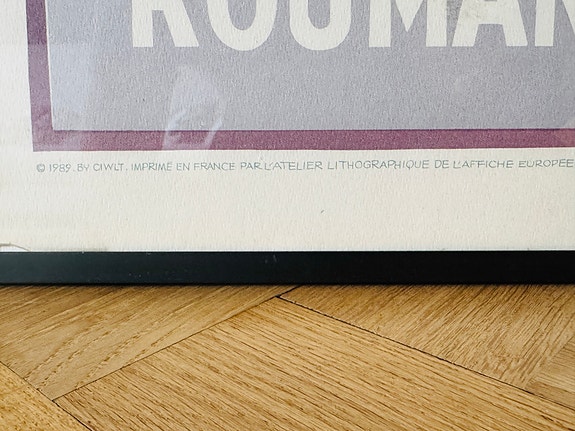 ROUMAN
© 1989. BY CIWLT. IMPRIMÉ EN FRANCE PAR L'ATELIER LITHOGRAPHIQUE DE L'AFFICHE EUROPÉE